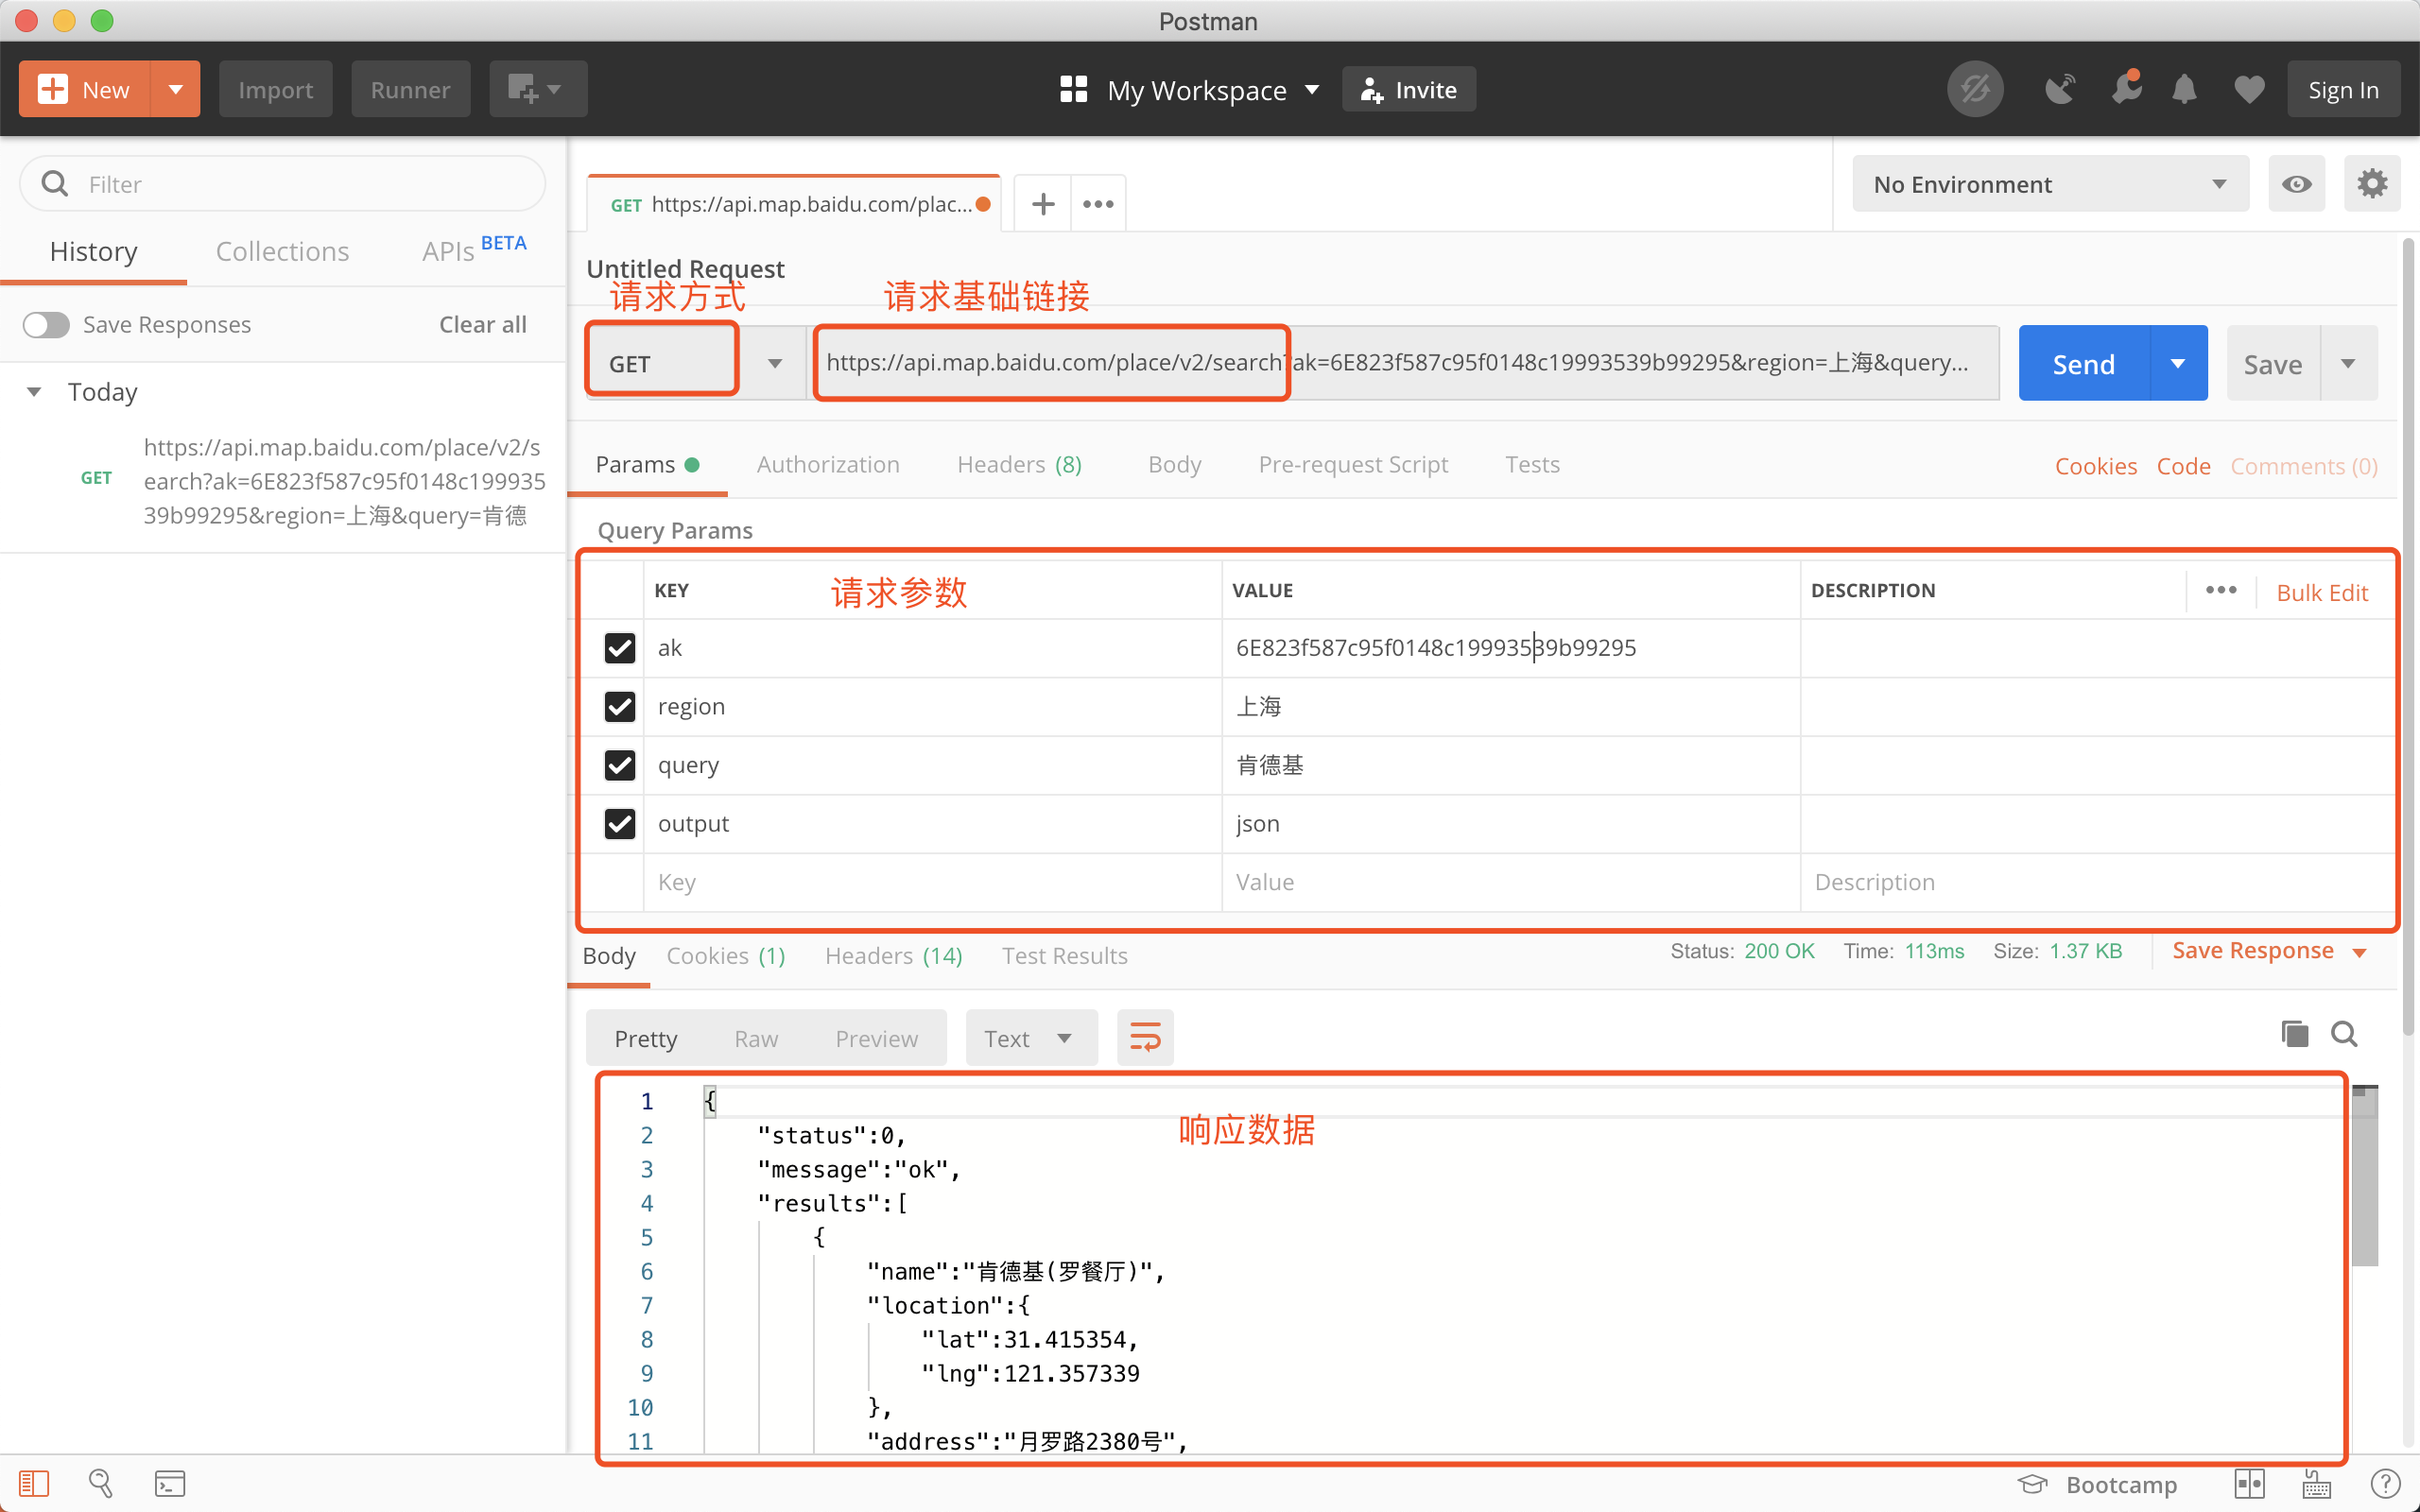 Postman
New
Import
Runner
My Workspace
Invite
Sign In
Filter
History
Collections
APIs BETA
Save Responses
Clear all
Today
GET
https://api.map.baidu.com/place/v2/s
earch?ak=6E823f587c95f0148c199935
39b99295&region=上海&query=肯德
GET https://api.map.baidu.com/plac...
No Environment
Untitled Request
请求方式
请求基础链接
GET
https://api.map.baidu.com/place/v2/search?ak=6E823f587c95f0148c19993539b99295&region=上海&query...
Send
Save
Params
Authorization
Headers (8)
Body
Pre-request Script
Tests
Cookies
Code
Comments (0)
Query Params
KEY
请求参数
VALUE
DESCRIPTION
Bulk Edit
ak
6E823f587c95f0148c19993539b99295
region
上海
query
肯德基
output
json
Key
Value
Description
Body
Cookies (1)
Headers (14)
Test Results
Status: 200 OK
Time: 113ms
Size: 1.37 KB
Save Response
Pretty
Raw
Preview
Text
响应数据
1 {
2 "status":0,
3 "message":"ok",
4 "results":[
5 {
6 "name":"肯德基(罗餐厅)",
7 "location":{
8 "lat":31.415354,
9 "lng":121.357339
10 },
11 "address":"月罗路2380号",
Bootcamp